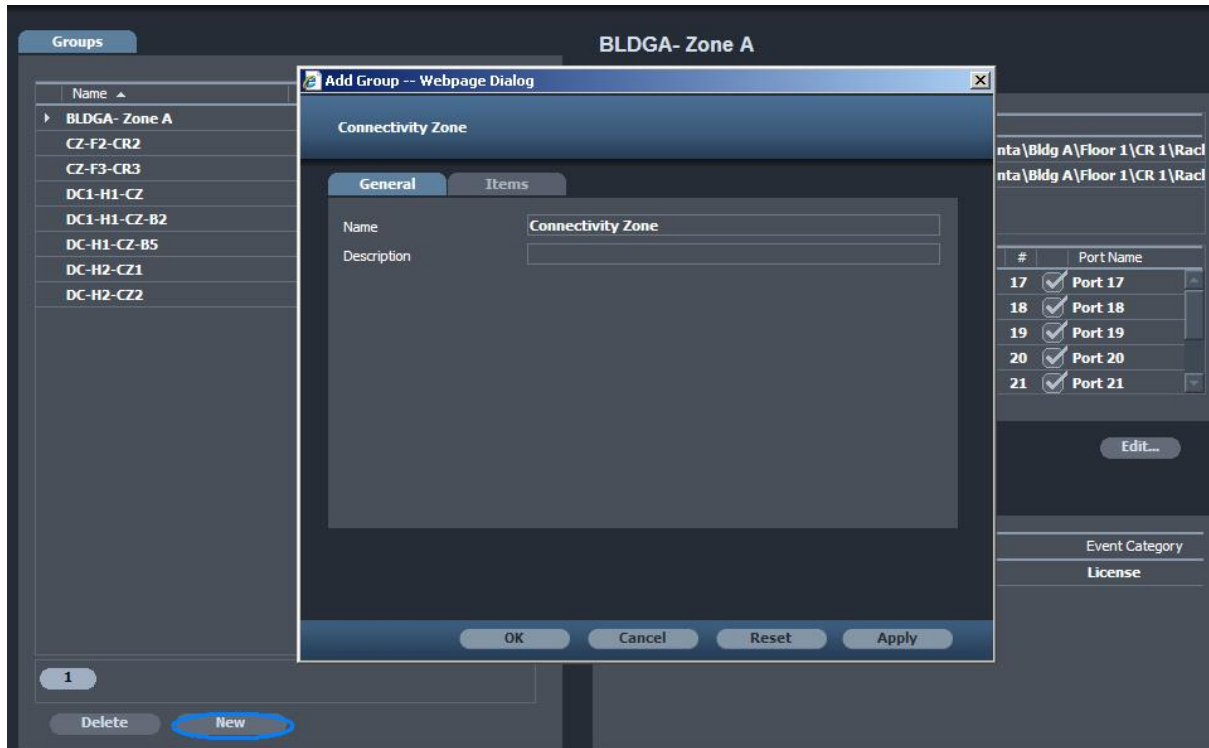 Groups
BLDGA- Zone A
Name
BLDGA- Zone A
CZ-F2-CR2
CZ-F3-CR3
DC1-H1-CZ
DC1-H1-CZ-B2
DC-H1-CZ-B5
DC-H2-CZ1
DC-H2-CZ2
1
Delete New
Add Group -- Webpage Dialog
Connectivity Zone
General Items
Name Connectivity Zone
Description
OK Cancel Reset Apply
nta\Bldg A\Floor 1\CR 1\Racl
nta\Bldg A\Floor 1\CR 1\Racl
# Port Name
17 Port 17
18 Port 18
19 Port 19
20 Port 20
21 Port 21
Edit...
Event Category
License